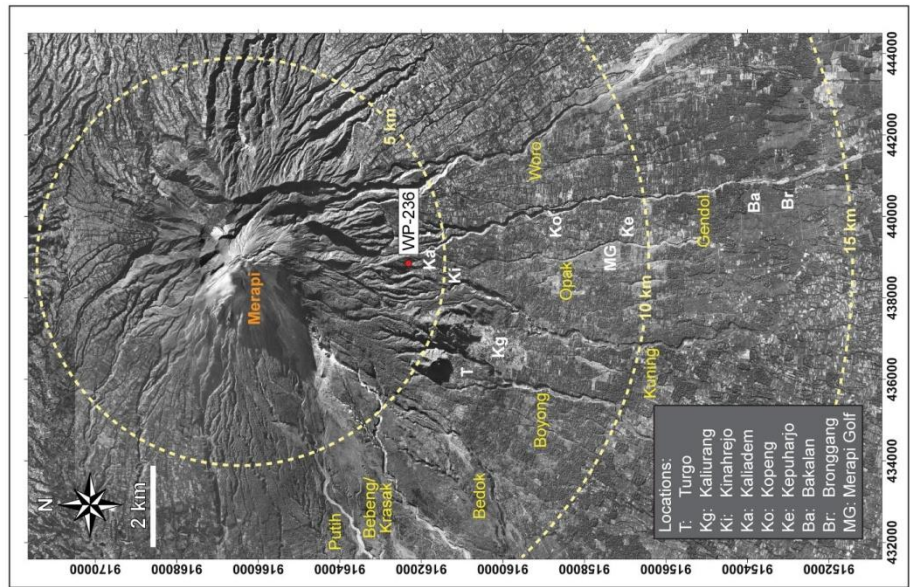 9170000
9168000
9166000
9164000
9162000
9160000
9158000
9156000
9154000
9152000
432000
434000
436000
438000
440000
442000
444000
N
2 km
Merapi
5 km
WP-236
Ka
Ki
Putih
Bebeng/
Krasak
Bedok
T
Kg
Boyong
Woro
Ko
Opak
MG
Ke
10 km
Kuning
Gendol
Ba
Br
15 km
Locations:
T: Turgo
Kg: Kaliurang
Ki: Kinahrejo
Ka: Kaliadem
Ko: Kopeng
Ke: Kepuharjo
Ba: Bakalan
Br: Bronggang
MG: Merapi Golf